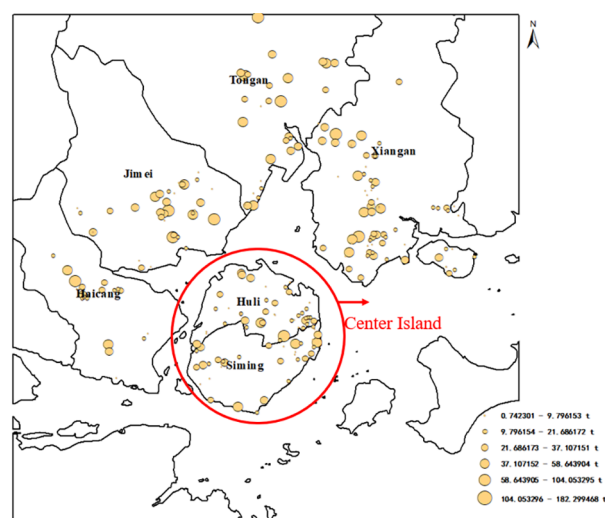 N
Tongan
Xiangan
Jimei
Haicang
Huli
Center Island
Siming
0.742301 - 9.796153 t
9.796154 - 21.686172 t
21.686173 - 37.107151 t
37.107152 - 58.643904 t
58.643905 - 104.053295 t
104.053296 - 182.299468 t